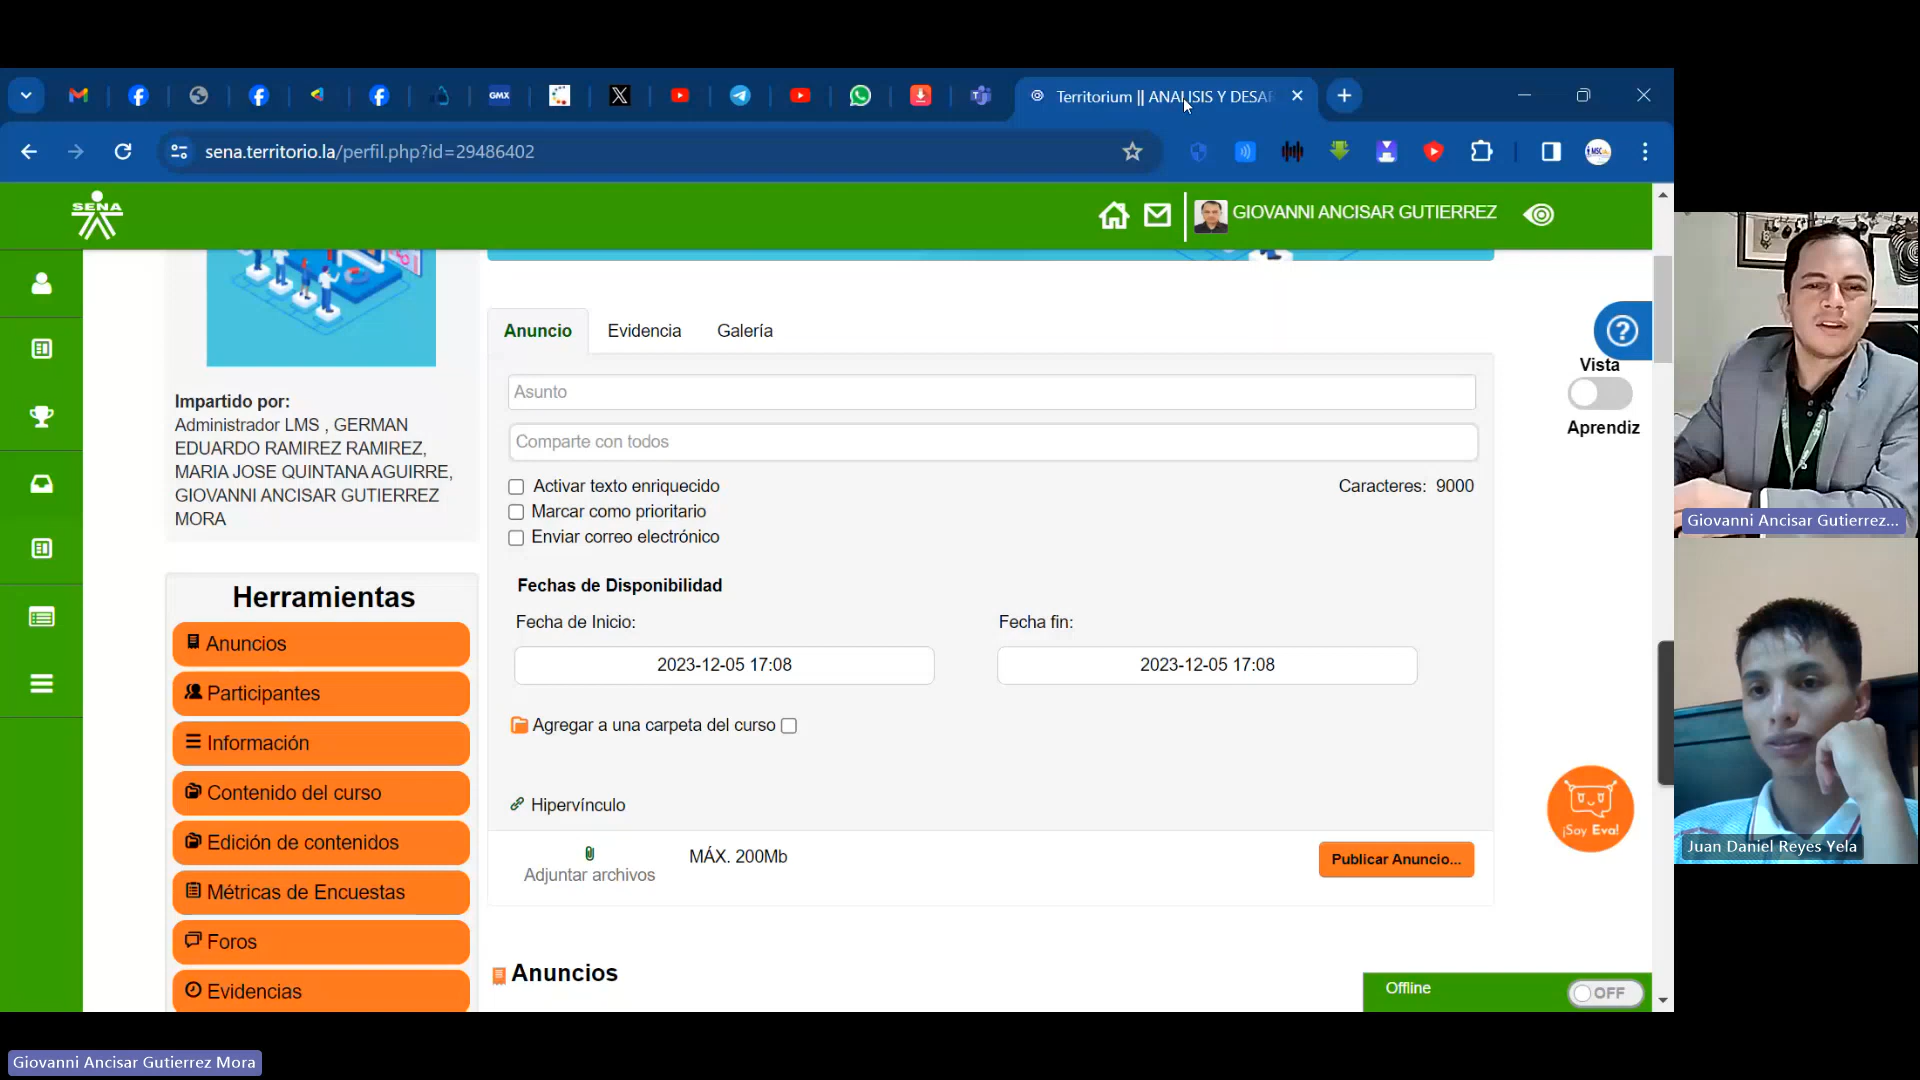 GMX
Territorium || ANALISIS Y DESAR
sena.territorio.la/perfil.php?id=29486402
SENA
GIOVANNI ANCISAR GUTIERREZ
Impartido por:
Administrador LMS , GERMAN
EDUARDO RAMIREZ RAMIREZ,
MARIA JOSE QUINTANA AGUIRRE,
GIOVANNI ANCISAR GUTIERREZ
MORA
Herramientas
Anuncios
Participantes
Información
Contenido del curso
Edición de contenidos
Métricas de Encuestas
Foros
Evidencias
Anuncio
Evidencia
Galería
Asunto
Comparte con todos
Activar texto enriquecido
Caracteres: 9000
Marcar como prioritario
Enviar correo electrónico
Fechas de Disponibilidad
Fecha de Inicio:
Fecha fin:
2023-12-05 17:08
2023-12-05 17:08
Agregar a una carpeta del curso
Hipervínculo
Adjuntar archivos
MÁX. 200Mb
Publicar Anuncio...
Anuncios
Vista
Aprendiz
¡Soy Eva!
Offline
OFF
Giovanni Ancisar Gutierrez...
Juan Daniel Reyes Yela
Giovanni Ancisar Gutierrez Mora